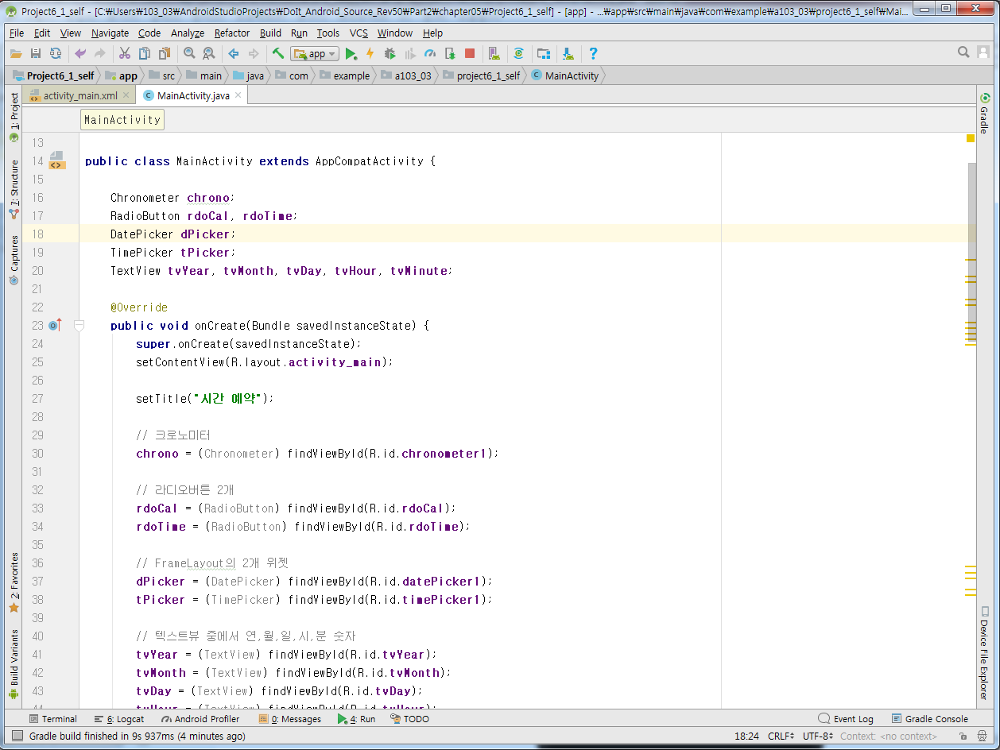 Project6_1_self - [C:₩Users₩103_03₩AndroidStudioProjects₩DoIt_Android_Source_Rev50₩Part2₩chapter05₩Project6_1_self] - [app] - ...₩app₩src₩main₩java₩com₩example₩a103_03₩project6_1_self₩Mai...
File Edit View Navigate Code Analyze Refactor Build Run Tools VCS Window Help
app
Project6_1_self app src main java com example a103_03 project6_1_self MainActivity
activity_main.xml MainActivity.java
MainActivity
13
14 public class MainActivity extends AppCompatActivity {
15
16 Chronometer chrono;
17 RadioButton rdoCal, rdoTime;
18 DatePicker dPicker;
19 TimePicker tPicker;
20 TextView tvYear, tvMonth, tvDay, tvHour, tvMinute;
21
22 @Override
23 public void onCreate(Bundle savedInstanceState) {
24 super.onCreate(savedInstanceState);
25 setContentView(R.layout.activity_main);
26
27 setTitle("시간 예약");
28
29 // 크로노미터
30 chrono = (Chronometer) findViewById(R.id.chronometer1);
31
32 // 라디오버튼 2개
33 rdoCal = (RadioButton) findViewById(R.id.rdoCal);
34 rdoTime = (RadioButton) findViewById(R.id.rdoTime);
35
36 // FrameLayout의 2개 위젯
37 dPicker = (DatePicker) findViewById(R.id.datePicker1);
38 tPicker = (TimePicker) findViewById(R.id.timePicker1);
39
40 // 텍스트뷰 중에서 연,월,일,시,분 숫자
41 tvYear = (TextView) findViewById(R.id.tvYear);
42 tvMonth = (TextView) findViewById(R.id.tvMonth);
43 tvDay = (TextView) findViewById(R.id.tvDay);
44 tvHour = (TextView) findViewById(R.id.tvHour);
1: Project
7: Structure
Captures
2: Favorites
Build Variants
Gradle
Device File Explorer
Terminal 6: Logcat Android Profiler 0: Messages 4: Run TODO Event Log Gradle Console
Gradle build finished in 9s 937ms (4 minutes ago) 18:24 CRLF UTF-8 Context: <no context>